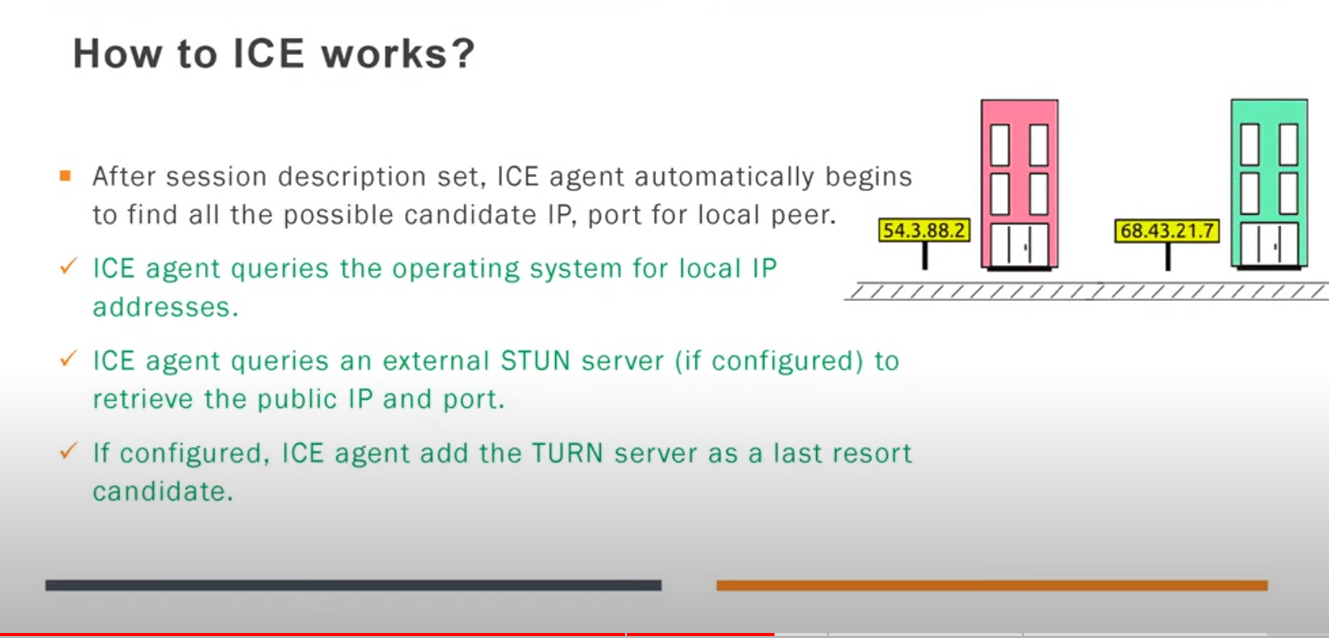 How to ICE works?
After session description set, ICE agent automatically begins
to find all the possible candidate IP, port for local peer.
ICE agent queries the operating system for local IP
addresses.
ICE agent queries an external STUN server (if configured) to
retrieve the public IP and port.
If configured, ICE agent add the TURN server as a last resort
candidate.
54.3.88.2
68.43.21.7